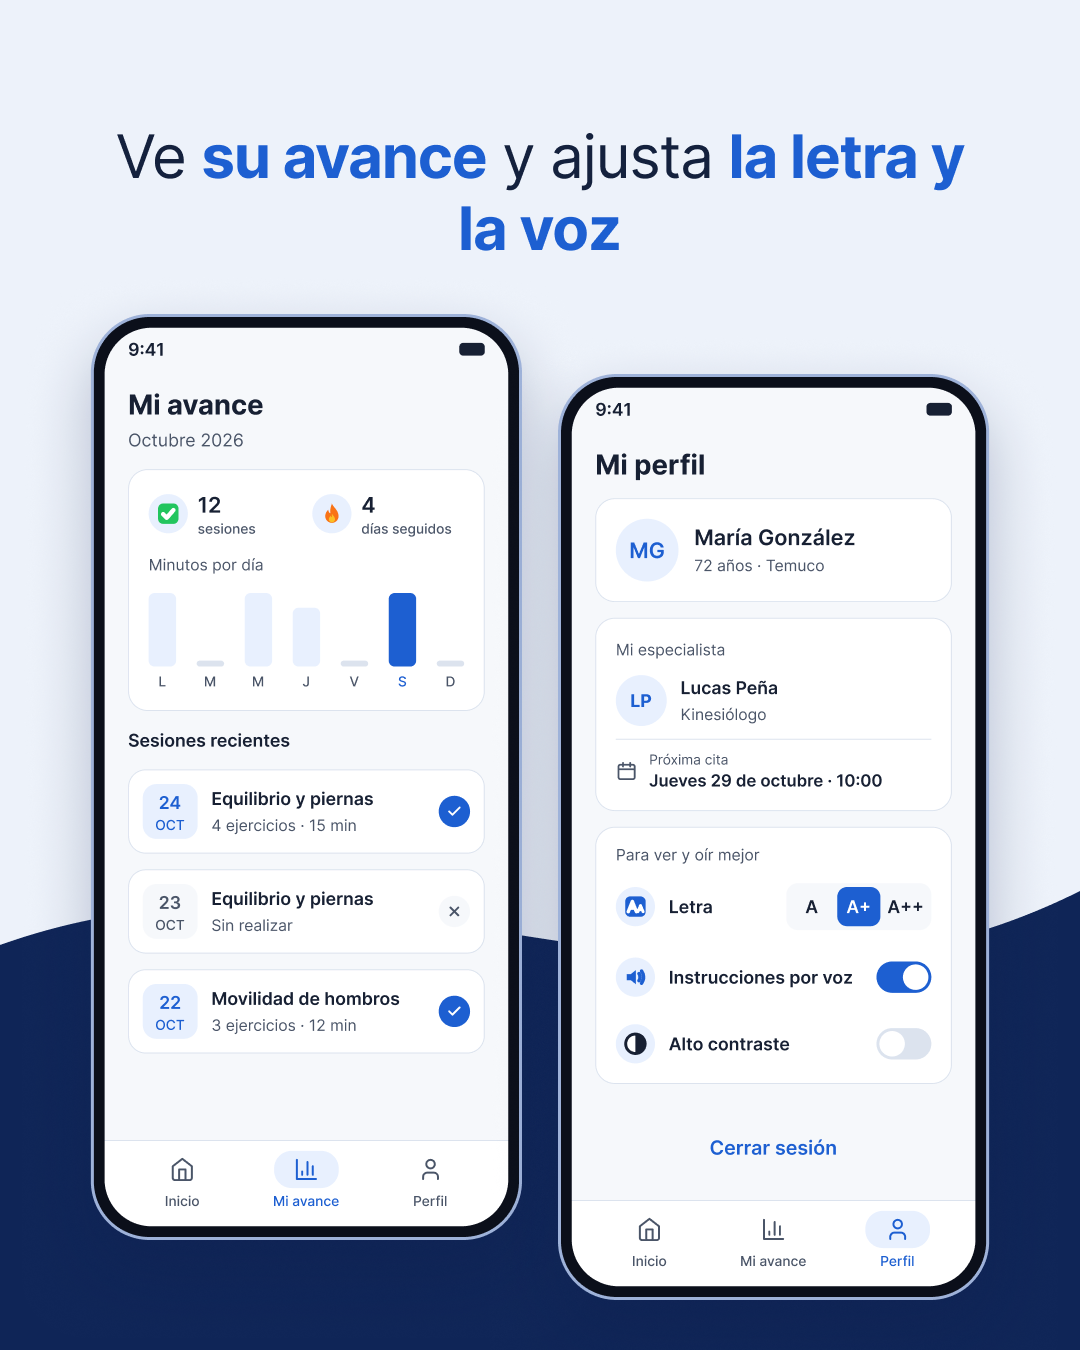 Ve su avance y ajusta la letra y
la voz
9:41
Mi avance
Octubre 2026
12
sesiones
4
días seguidos
Minutos por día
L M M J V S D
Sesiones recientes
24
OCT
Equilibrio y piernas
4 ejercicios · 15 min
23
OCT
Equilibrio y piernas
Sin realizar
22
OCT
Movilidad de hombros
3 ejercicios · 12 min
Inicio
Mi avance
Perfil
9:41
Mi perfil
MG
María González
72 años · Temuco
Mi especialista
LP
Lucas Peña
Kinesiólogo
Próxima cita
Jueves 29 de octubre · 10:00
Para ver y oír mejor
Letra
A A+ A++
Instrucciones por voz
Alto contraste
Cerrar sesión
Inicio
Mi avance
Perfil